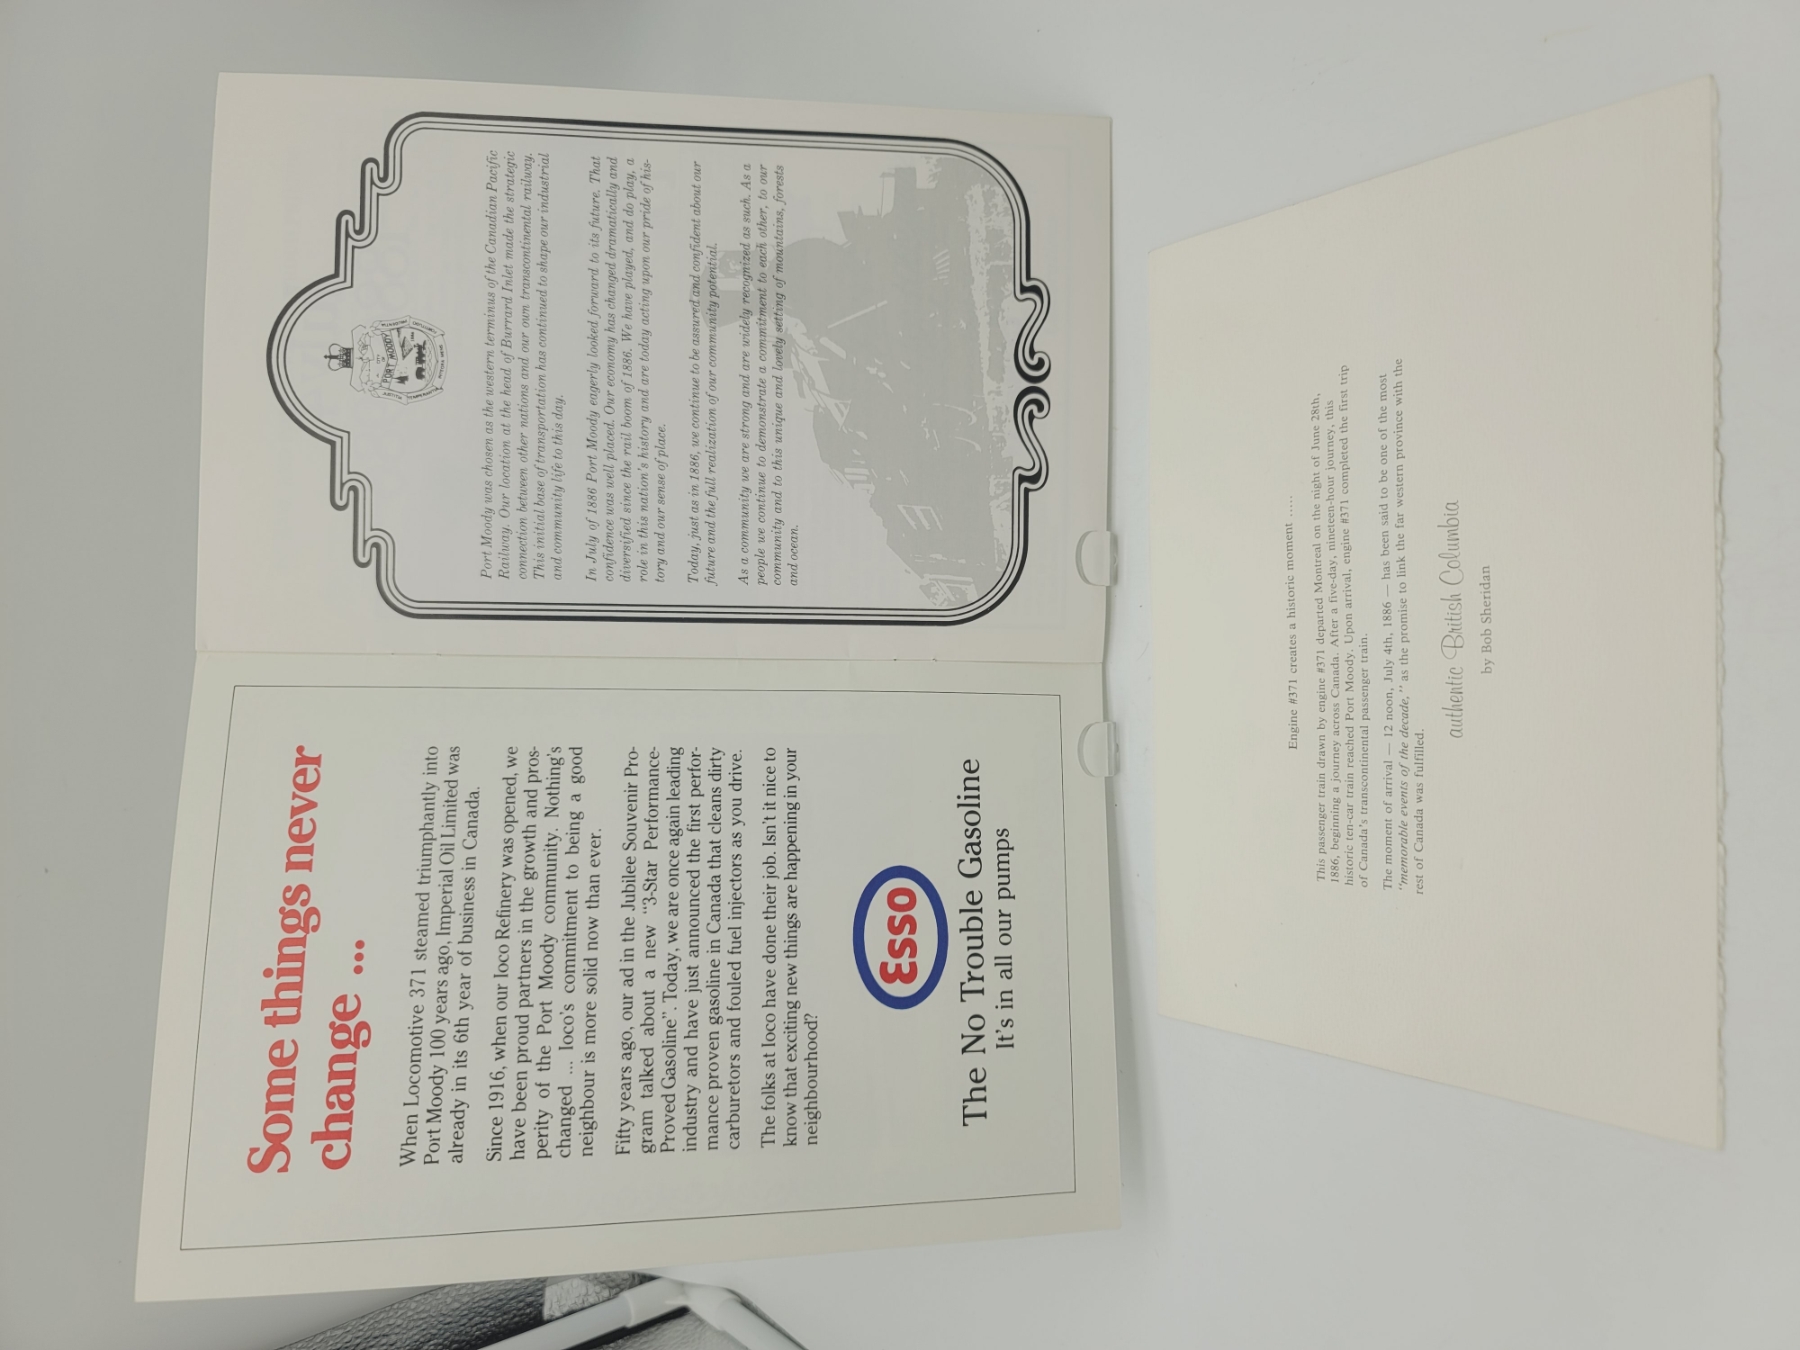 Some things never
change ...
When Locomotive 371 steamed triumphantly into
Port Moody 100 years ago, Imperial Oil Limited was
already in its 6th year of business in Canada.
Since 1916, when our Ioco Refinery was opened, we
have been proud partners in the growth and pros-
perity of the Port Moody community. Nothing's
changed ... Ioco's commitment to being a good
neighbour is more solid now than ever.
Fifty years ago, our ad in the Jubilee Souvenir Pro-
gram talked about a new "3-Star Performance-
Proved Gasoline". Today, we are once again leading
industry and have just announced the first perfor-
mance proven gasoline in Canada that cleans dirty
carburetors and fouled fuel injectors as you drive.
The folks at Ioco have done their job. Isn't it nice to
know that exciting new things are happening in your
neighbourhood?
Esso
The No Trouble Gasoline
It's in all our pumps
CITY
OF
PORT MOODY
Port Moody was chosen as the western terminus of the Canadian Pacific
Railway. Our location at the head of Burrard Inlet made the strategic
connection between other nations and our own transcontinental railway.
This initial base of transportation has continued to shape our industrial
and community life to this day.
In July of 1886 Port Moody eagerly looked forward to its future. That
confidence was well placed. Our economy has changed dramatically and
diversified since the rail boom of 1886. We have played, and do play, a
role in this nation's history and are today acting upon our pride of his-
tory and our sense of place.
Today, just as in 1886, we continue to be assured and confident about our
future and the full realization of our community potential.
As a community we are strong and are widely recognized as such. As a
people we continue to demonstrate a commitment to each other, to our
community and to this unique and lovely setting of mountains, forests
and ocean.
Engine #371 creates a historic moment .....
This passenger train drawn by engine #371 departed Montreal on the night of June 28th,
1886, beginning a journey across Canada. After a five-day, nineteen-hour journey, this
historic ten-car train reached Port Moody. Upon arrival, engine #371 completed the first trip
of Canada's transcontinental passenger train.
The moment of arrival — 12 noon, July 4th, 1886 — has been said to be one of the most
"memorable events of the decade," as the promise to link the far western province with the
rest of Canada was fulfilled.
authentic British Columbia
by Bob Sheridan